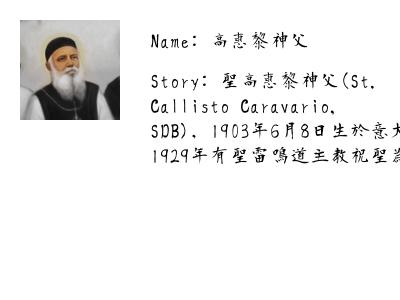 Name: 高惠黎神父
Story: 聖高惠黎神父(St.
Callisto Caravario,
SDB), 1903年6月8日生於意大
1929年有聖雷鳴道主教祝聖為